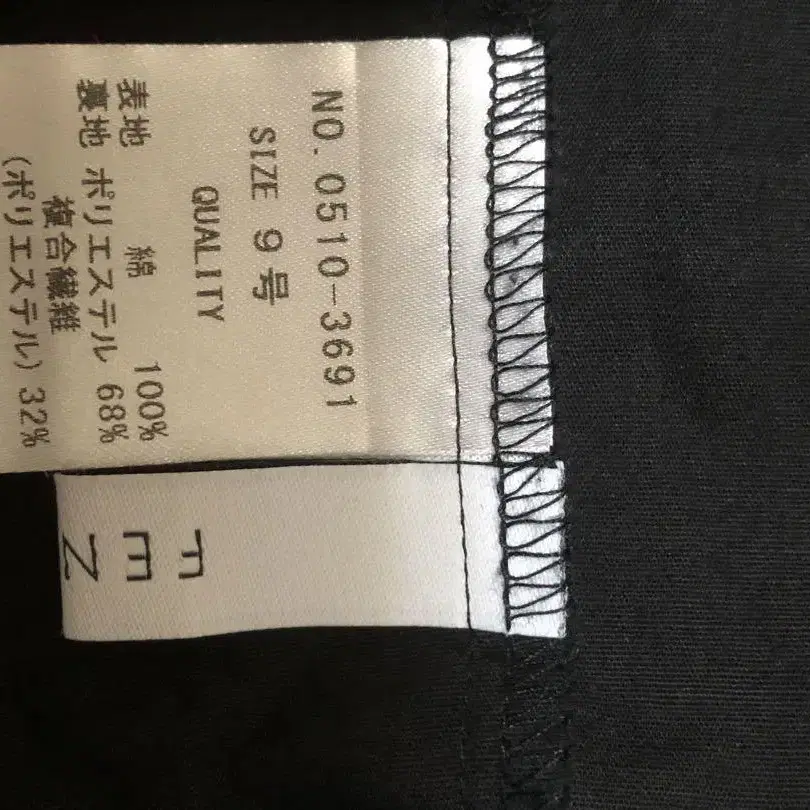 NO. 0510-3691
SIZE 9号
QUALITY
表地 綿 100%
裏地 ポリエステル 68%
複合繊維
(ポリエステル) 32%
F
E
N